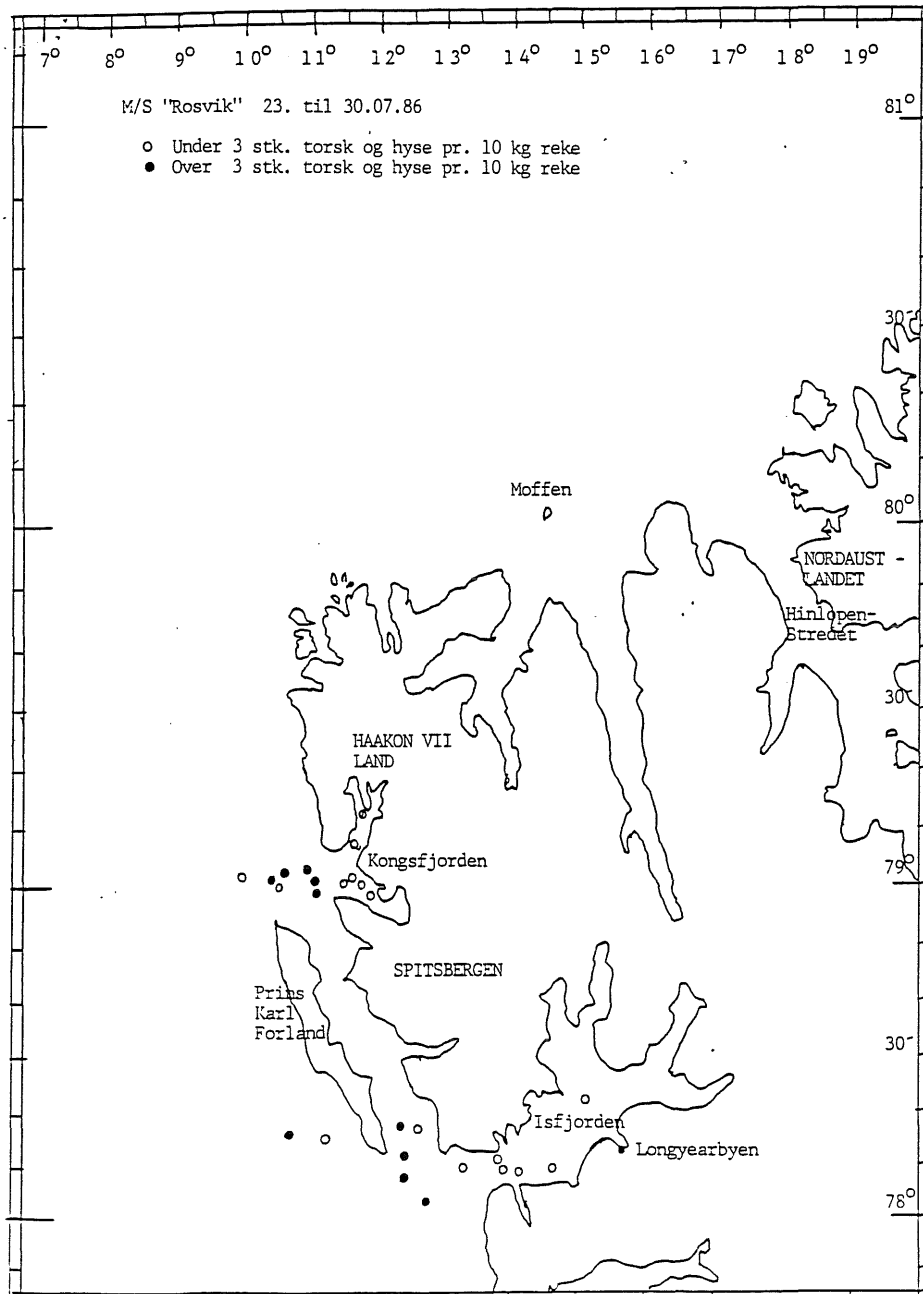 7° 8° 9° 10° 11° 12° 13° 14° 15° 16° 17° 18° 19°
M/S "Rosvik" 23. til 30.07.86
81°
o Under 3 stk. torsk og hyse pr. 10 kg reke
● Over 3 stk. torsk og hyse pr. 10 kg reke
30-
Moffen
80°
NORDAUST -
LANDET
Hinlopen-
Stredet
30-
HAAKON VII
LAND
Kongsfjorden
79°
SPITSBERGEN
Prins
Karl
Forland
30-
Isfjorden
Longyearbyen
78°